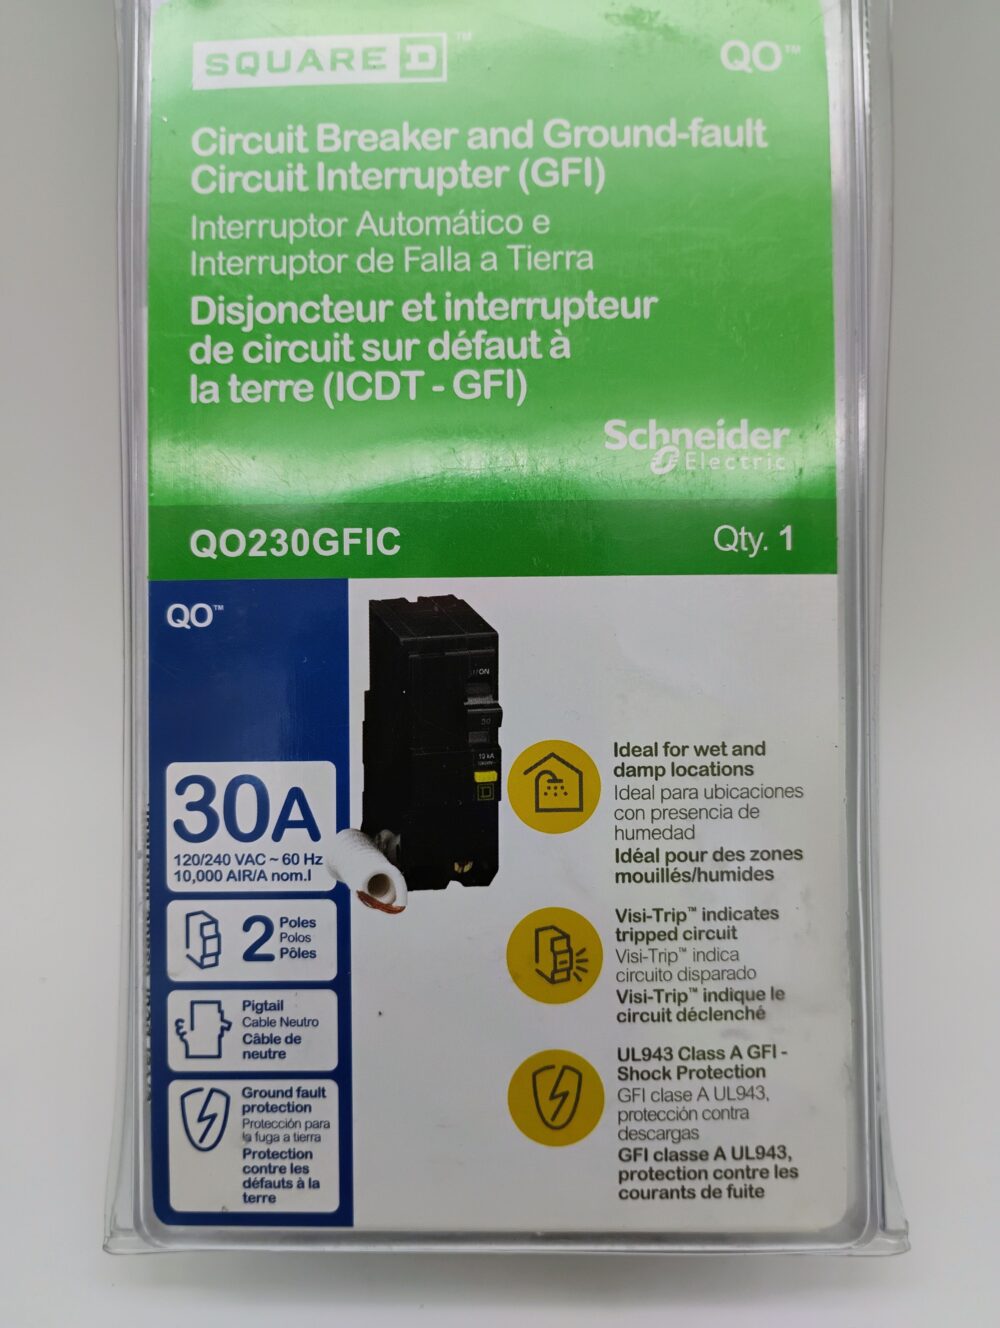 SQUARE D™
QO™
Circuit Breaker and Ground-fault
Circuit Interrupter (GFI)
Interruptor Automático e
Interruptor de Falla a Tierra
Disjoncteur et interrupteur
de circuit sur défaut à
la terre (ICDT - GFI)
Schneider
Electric
QO230GFIC
Qty. 1
QO™
30A
120/240 VAC ~ 60 Hz
10,000 AIR/A nom.I
2 Poles
Polos
Pôles
Pigtail
Cable Neutro
Câble de
neutre
Ground fault
protection
Protección para
la fuga a tierra
Protection
contre les
défauts à la
terre
ON
30
10 kA
D
Ideal for wet and
damp locations
Ideal para ubicaciones
con presencia de
humedad
Idéal pour des zones
mouillés/humides
Visi-Trip™ indicates
tripped circuit
Visi-Trip™ indica
circuito disparado
Visi-Trip™ indique le
circuit déclenché
UL943 Class A GFI -
Shock Protection
GFI clase A UL943,
protección contra
descargas
GFI classe A UL943,
protection contre les
courants de fuite